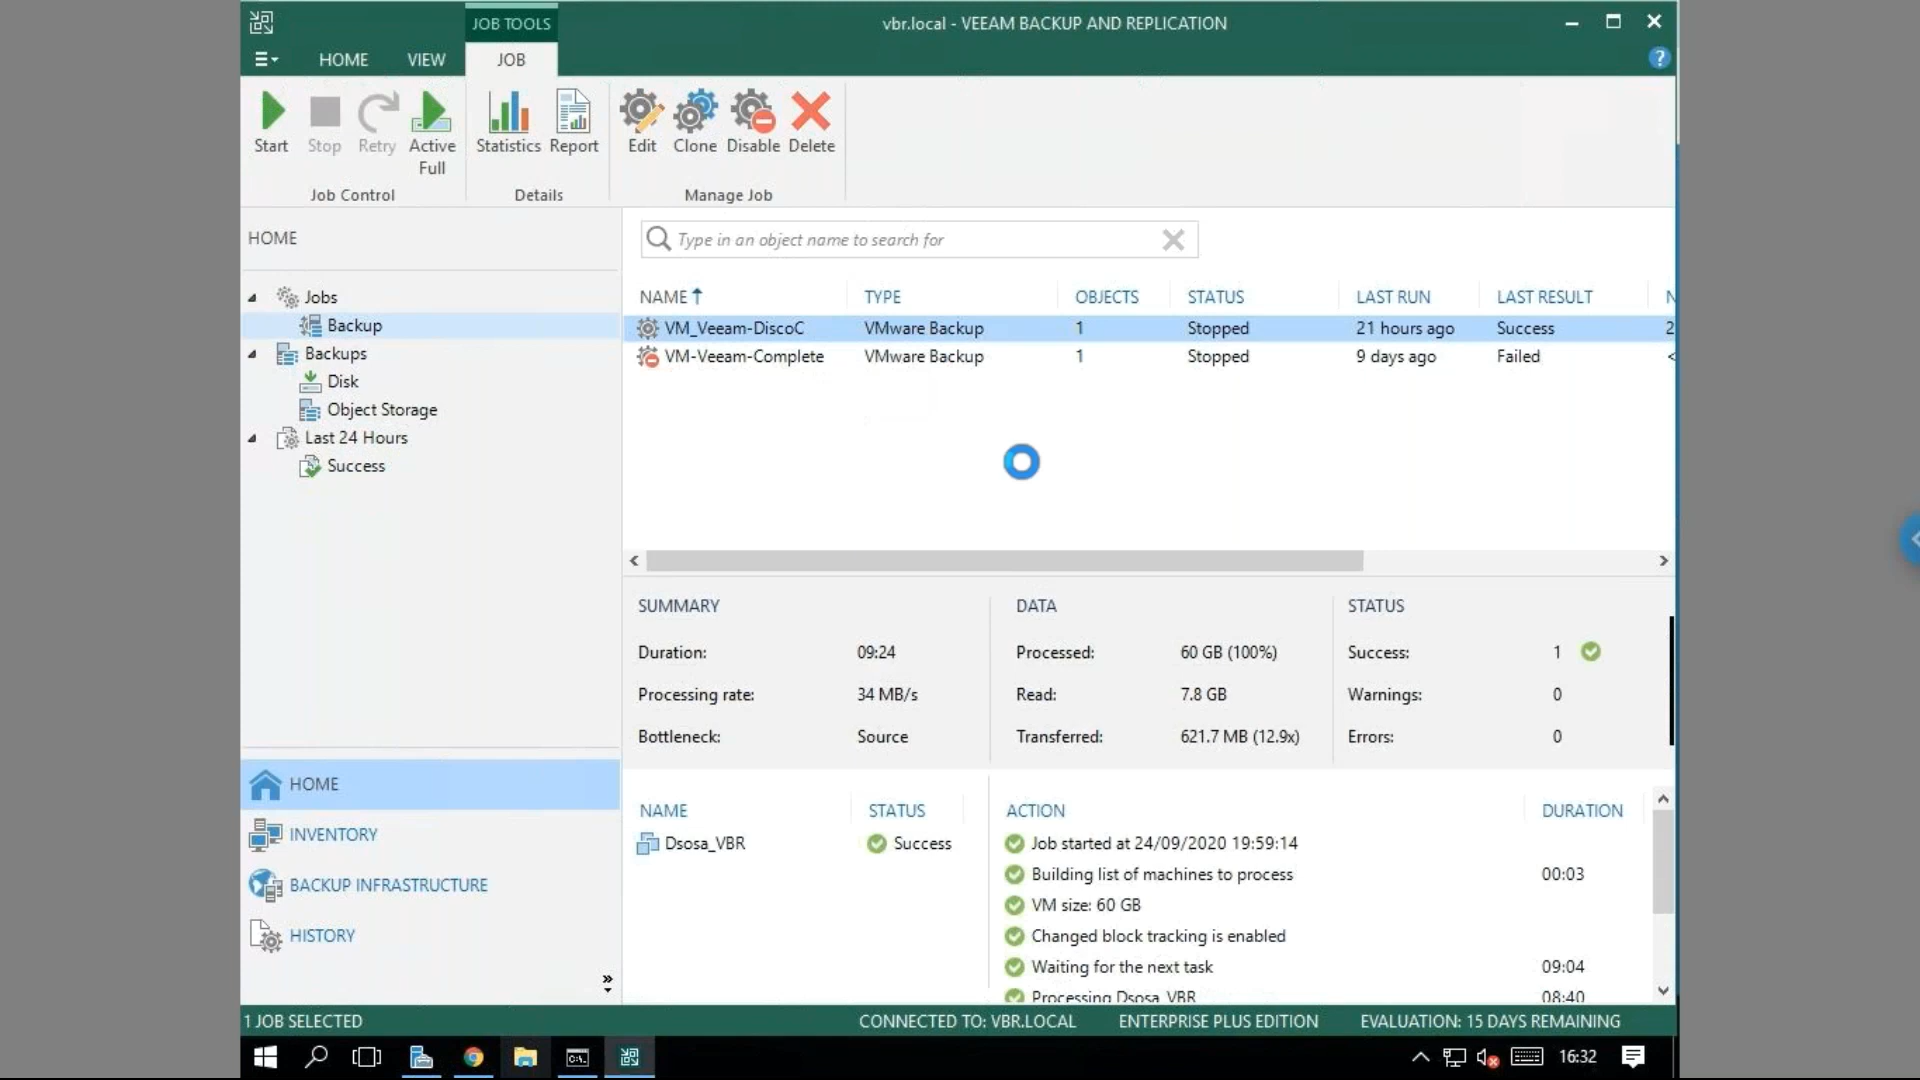 JOB TOOLS
vbr.local - VEEAM BACKUP AND REPLICATION
HOME VIEW JOB
?
Start Stop Retry Active Full
Statistics Report
Edit Clone Disable Delete
Job Control Details Manage Job
HOME
Jobs
Backup
Backups
Disk
Object Storage
Last 24 Hours
Success
HOME
INVENTORY
BACKUP INFRASTRUCTURE
HISTORY
Type in an object name to search for
NAME TYPE OBJECTS STATUS LAST RUN LAST RESULT N
VM_Veeam-DiscoC VMware Backup 1 Stopped 21 hours ago Success 2
VM-Veeam-Complete VMware Backup 1 Stopped 9 days ago Failed <
SUMMARY DATA STATUS
Duration: 09:24 Processed: 60 GB (100%) Success: 1
Processing rate: 34 MB/s Read: 7.8 GB Warnings: 0
Bottleneck: Source Transferred: 621.7 MB (12.9x) Errors: 0
NAME STATUS ACTION DURATION
Dsosa_VBR Success
Job started at 24/09/2020 19:59:14
Building list of machines to process 00:03
VM size: 60 GB
Changed block tracking is enabled
Waiting for the next task 09:04
Processing Dsosa_VBR 08:40
1 JOB SELECTED CONNECTED TO: VBR.LOCAL ENTERPRISE PLUS EDITION EVALUATION: 15 DAYS REMAINING
16:32